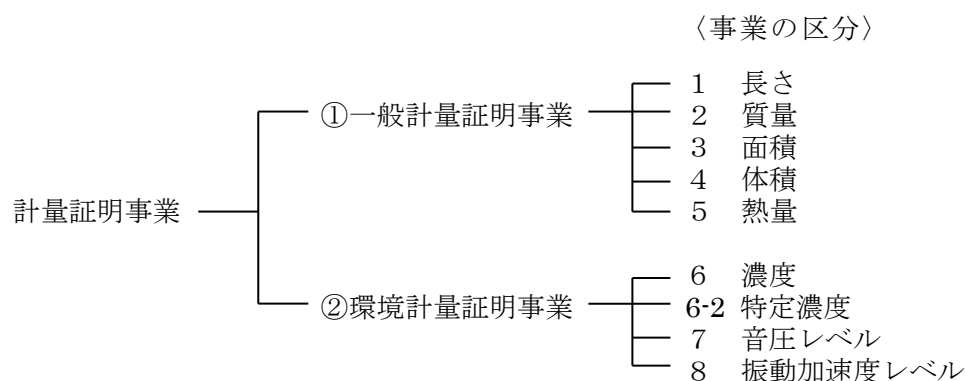 〈事業の区分〉
1 長さ
①一般計量証明事業
2 質量
3 面積
4 体積
計量証明事業
5 熱量
6 濃度
②環境計量証明事業
6-2 特定濃度
7 音圧レベル
8 振動加速度レベル